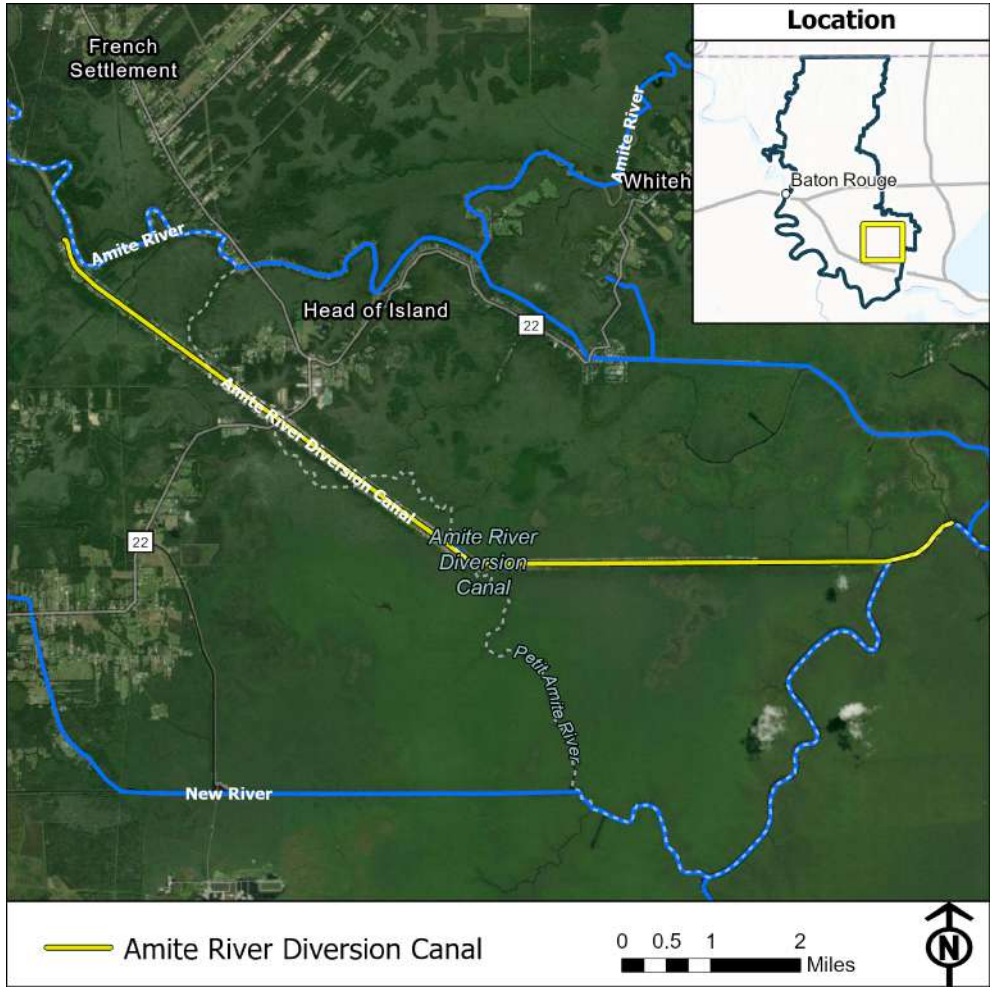 Location
Baton Rouge
French
Settlement
Amite River
Whiteh
Amite River
Head of Island
22
Amite River Diversion Canal
22
Amite River
Diversion
Canal
Petit Amite River
New River
Amite River Diversion Canal
0 0.5 1 2
Miles
N